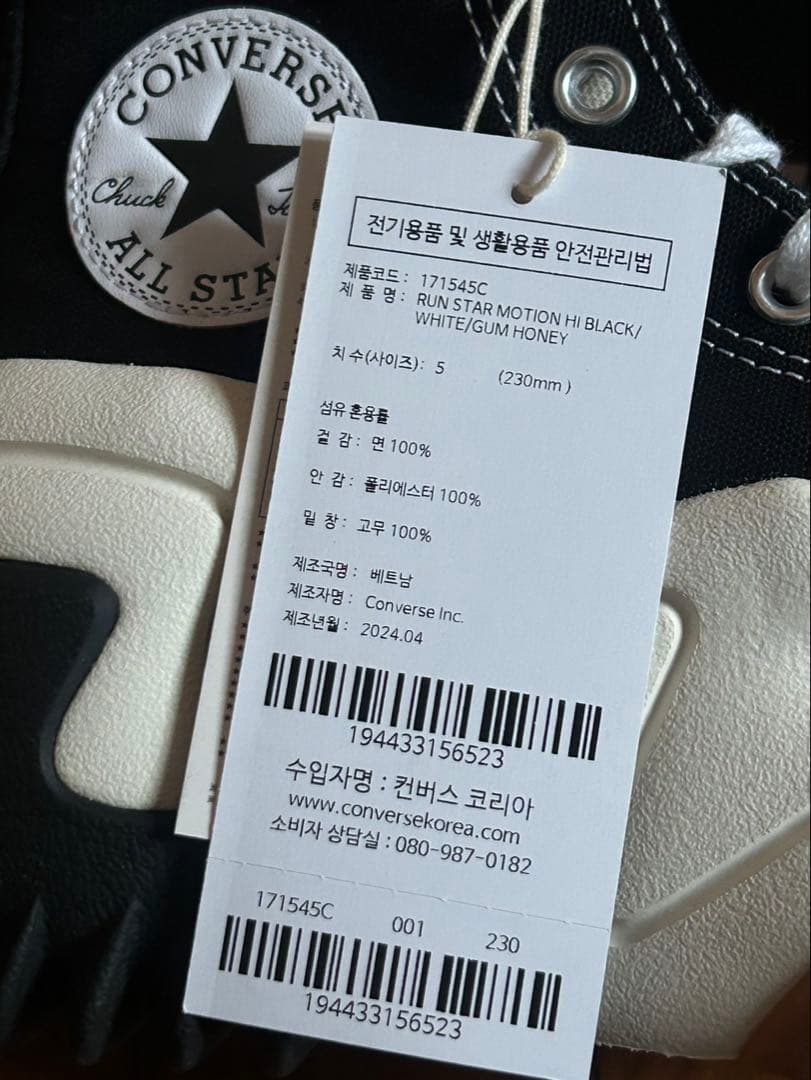 CONVERSE
Chuck
ALL STA
전기용품 및 생활용품 안전관리법
제품코드 : 171545C
제 품 명 : RUN STAR MOTION HI BLACK/
WHITE/GUM HONEY
치 수(사이즈) : 5 (230mm )
섬유 혼용률
겉 감 : 면 100%
안 감 : 폴리에스터 100%
밑 창 : 고무 100%
제조국명 : 베트남
제조자명 : Converse Inc.
제조년월 : 2024.04
194433156523
수입자명 : 컨버스 코리아
www.conversekorea.com
소비자 상담실 : 080-987-0182
171545C 001 230
194433156523